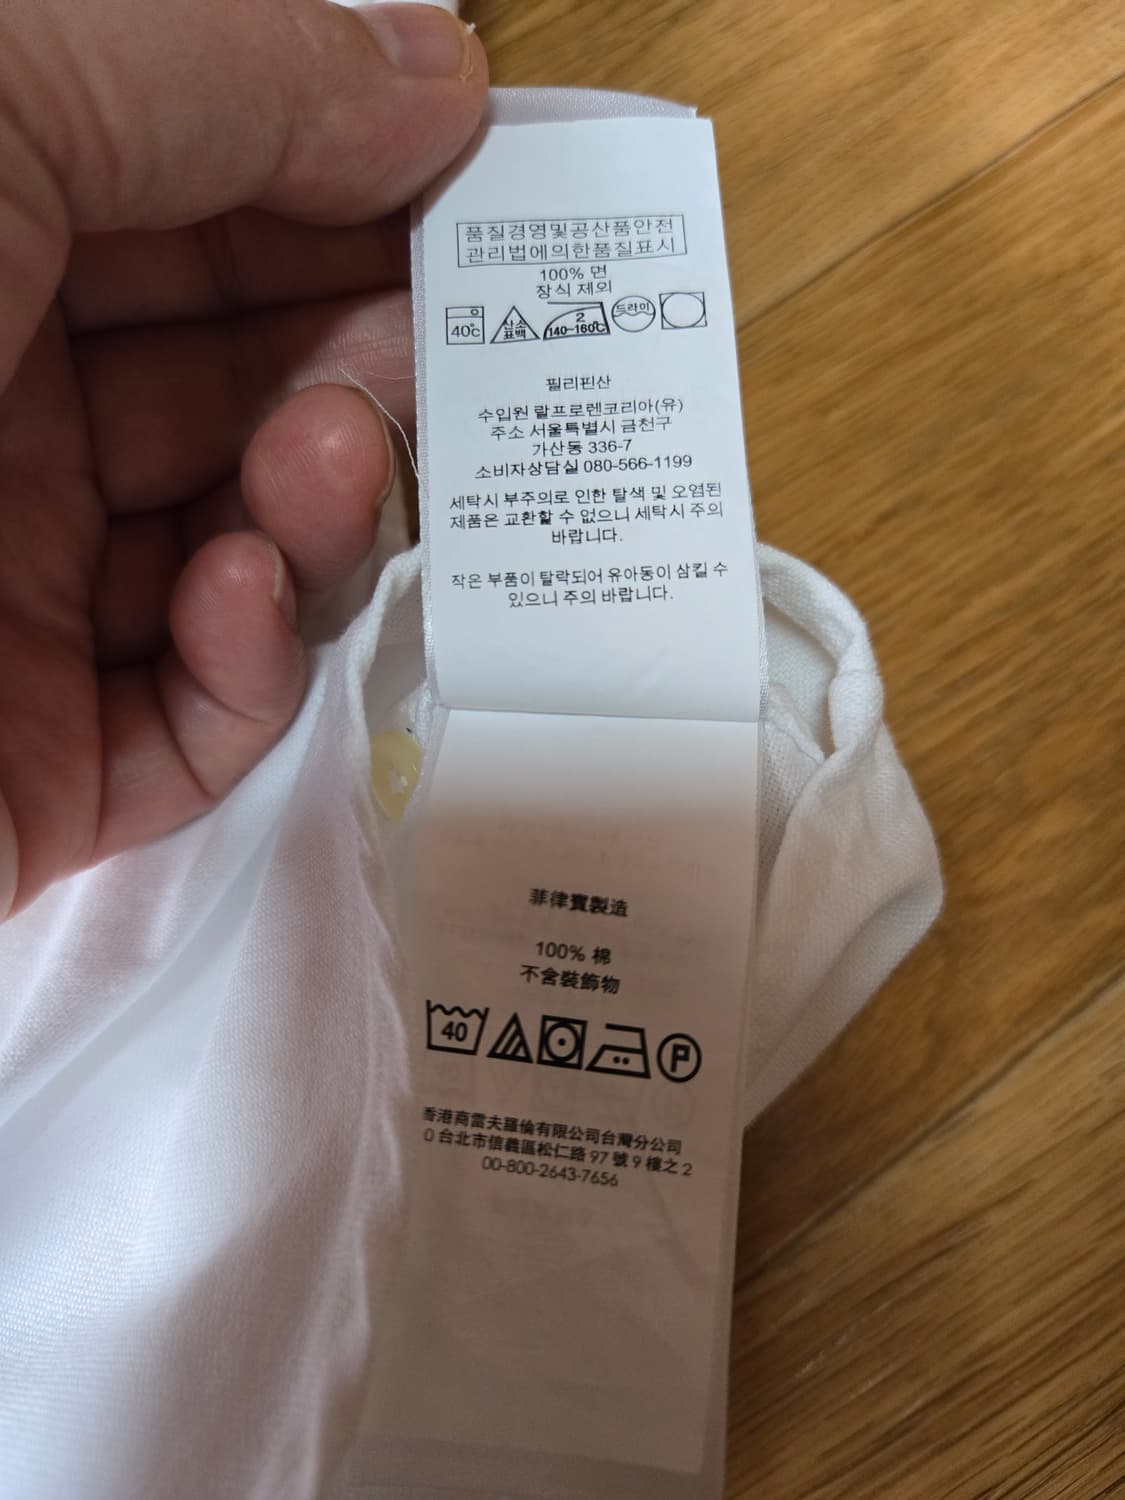 품질경영및공산품안전
관리법에의한품질표시
100% 면
장식 제외
40℃
산소
표백
2
140-160℃
드라이
필리핀산
수입원 랄프로렌코리아(유)
주소 서울특별시 금천구
가산동 336-7
소비자상담실 080-566-1199
세탁시 부주의로 인한 탈색 및 오염된
제품은 교환할 수 없으니 세탁시 주의
바랍니다.
작은 부품이 탈락되어 유아동이 삼킬 수
있으니 주의 바랍니다.
菲律賓製造
100% 棉
不含裝飾物
40
P
香港商雷夫羅倫有限公司台灣分公司
台北市信義區松仁路 97 號 9 樓之 2
00-800-2643-7656